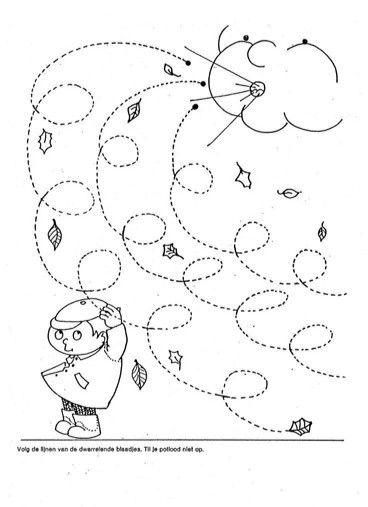 Volg de lijnen van de dwarrelende blaadjes. Til je potlood niet op.